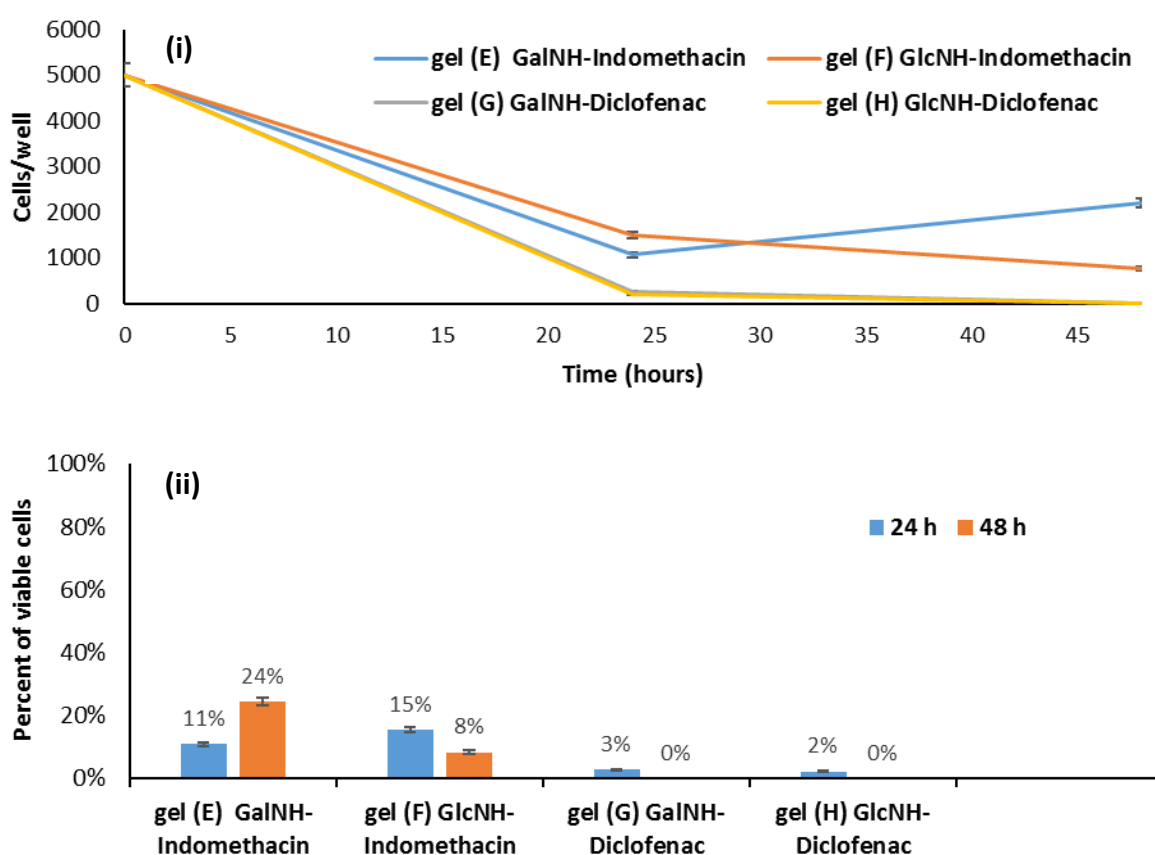 (i)
gel (E)  GalNH-Indomethacin
gel (F) GlcNH-Indomethacin
gel (G) GalNH-Diclofenac
gel (H) GlcNH-Diclofenac
6000
5000
4000
3000
2000
1000
0
Cells/well
0 5 10 15 20 25 30 35 40 45
Time (hours)
(ii)
24 h
48 h
100%
80%
60%
40%
20%
0%
Percent of viable cells
11% 24% 15% 8% 3% 0% 2% 0%
gel (E)  GalNH-
Indomethacin
gel (F) GlcNH-
Indomethacin
gel (G) GalNH-
Diclofenac
gel (H) GlcNH-
Diclofenac